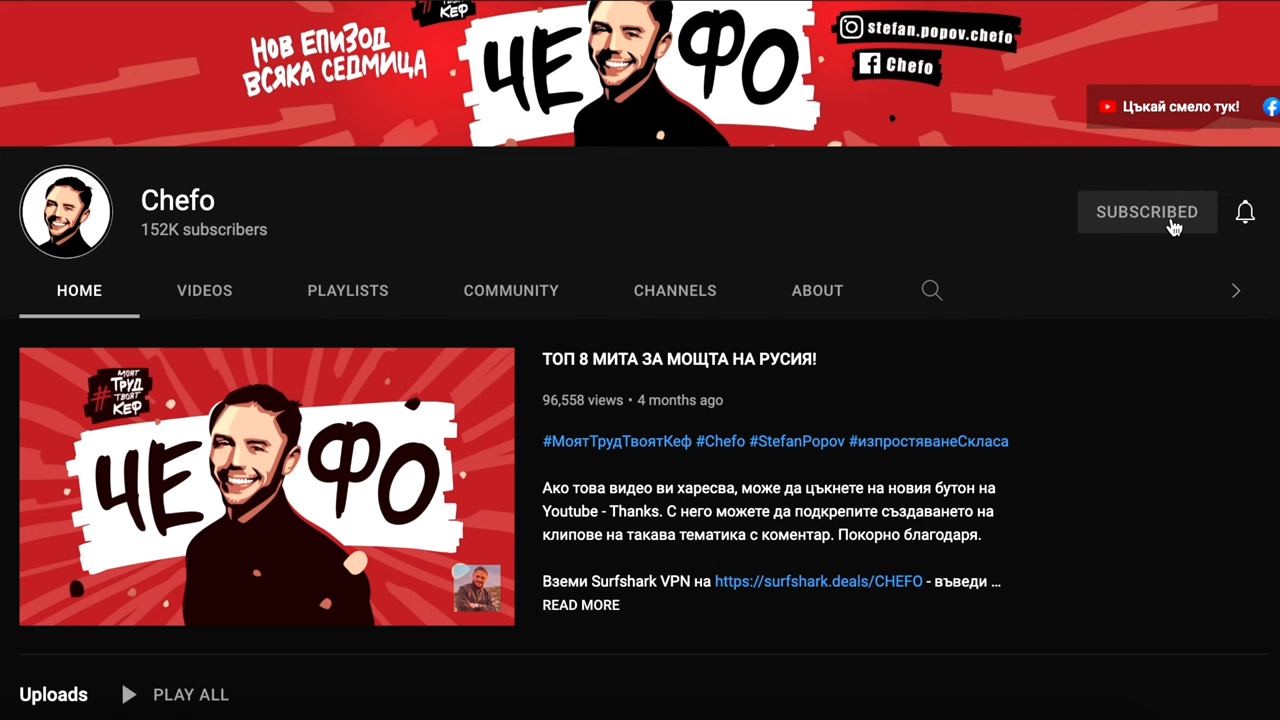 КЕФ
НОВ ЕПИЗОД
ВСЯКА СЕДМИЦА
ЧЕФО
stefan.popov.chefo
Chefo
Цъкай смело тук!
Chefo
152K subscribers
SUBSCRIBED
HOME VIDEOS PLAYLISTS COMMUNITY CHANNELS ABOUT
МОЯТ
#ТРУД
ТВОЯТ
КЕФ
ЧЕФО
ТОП 8 МИТА ЗА МОЩТА НА РУСИЯ!
96,558 views • 4 months ago
#МоятТрудТвоятКеф #Chefo #StefanPopov #изпростяванеСкласа
Ако това видео ви харесва, може да цъкнете на новия бутон на
Youtube - Thanks. С него можете да подкрепите създаването на
клипове на такава тематика с коментар. Покорно благодаря.
Вземи Surfshark VPN на https://surfshark.deals/CHEFO - въведи ...
READ MORE
Uploads PLAY ALL